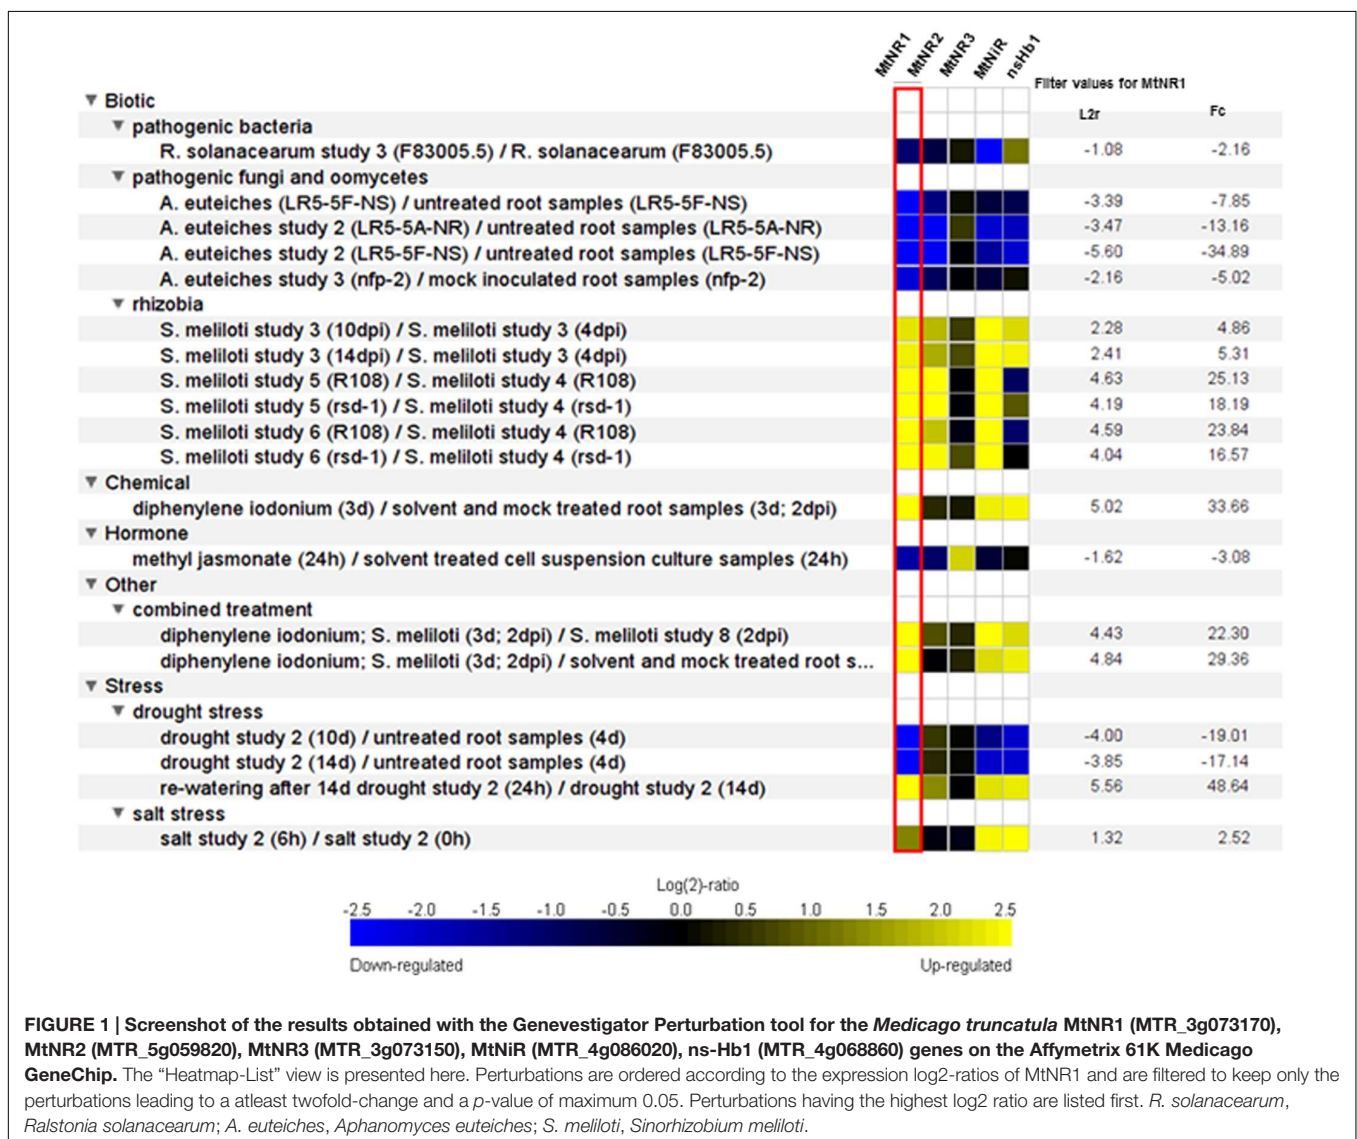 MtNR1 MtNR2 MtNR3 MtNiR nsHb1
Filter values for MtNR1
L2r Fc
Biotic
pathogenic bacteria
R. solanacearum study 3 (F83005.5) / R. solanacearum (F83005.5) -1.08 -2.16
pathogenic fungi and oomycetes
A. euteiches (LR5-5F-NS) / untreated root samples (LR5-5F-NS) -3.39 -7.85
A. euteiches study 2 (LR5-5A-NR) / untreated root samples (LR5-5A-NR) -3.47 -13.16
A. euteiches study 2 (LR5-5F-NS) / untreated root samples (LR5-5F-NS) -5.60 -34.89
A. euteiches study 3 (nfp-2) / mock inoculated root samples (nfp-2) -2.16 -5.02
rhizobia
S. meliloti study 3 (10dpi) / S. meliloti study 3 (4dpi) 2.28 4.86
S. meliloti study 3 (14dpi) / S. meliloti study 3 (4dpi) 2.41 5.31
S. meliloti study 5 (R108) / S. meliloti study 4 (R108) 4.63 25.13
S. meliloti study 5 (rsd-1) / S. meliloti study 4 (rsd-1) 4.19 18.19
S. meliloti study 6 (R108) / S. meliloti study 4 (R108) 4.59 23.84
S. meliloti study 6 (rsd-1) / S. meliloti study 4 (rsd-1) 4.04 16.57
Chemical
diphenylene iodonium (3d) / solvent and mock treated root samples (3d; 2dpi) 5.02 33.66
Hormone
methyl jasmonate (24h) / solvent treated cell suspension culture samples (24h) -1.62 -3.08
Other
combined treatment
diphenylene iodonium; S. meliloti (3d; 2dpi) / S. meliloti study 8 (2dpi) 4.43 22.30
diphenylene iodonium; S. meliloti (3d; 2dpi) / solvent and mock treated root s... 4.84 29.36
Stress
drought stress
drought study 2 (10d) / untreated root samples (4d) -4.00 -19.01
drought study 2 (14d) / untreated root samples (4d) -3.85 -17.14
re-watering after 14d drought study 2 (24h) / drought study 2 (14d) 5.56 48.64
salt stress
salt study 2 (6h) / salt study 2 (0h) 1.32 2.52
Log(2)-ratio
-2.5 -2.0 -1.5 -1.0 -0.5 0.0 0.5 1.0 1.5 2.0 2.5
Down-regulated Up-regulated
FIGURE 1 | Screenshot of the results obtained with the Genevestigator Perturbation tool for the Medicago truncatula MtNR1 (MTR_3g073170),
MtNR2 (MTR_5g059820), MtNR3 (MTR_3g073150), MtNiR (MTR_4g086020), ns-Hb1 (MTR_4g068860) genes on the Affymetrix 61K Medicago
GeneChip. The “Heatmap-List” view is presented here. Perturbations are ordered according to the expression log2-ratios of MtNR1 and are filtered to keep only the
perturbations leading to a atleast twofold-change and a p-value of maximum 0.05. Perturbations having the highest log2 ratio are listed first. R. solanacearum,
Ralstonia solanacearum; A. euteiches, Aphanomyces euteiches; S. meliloti, Sinorhizobium meliloti.